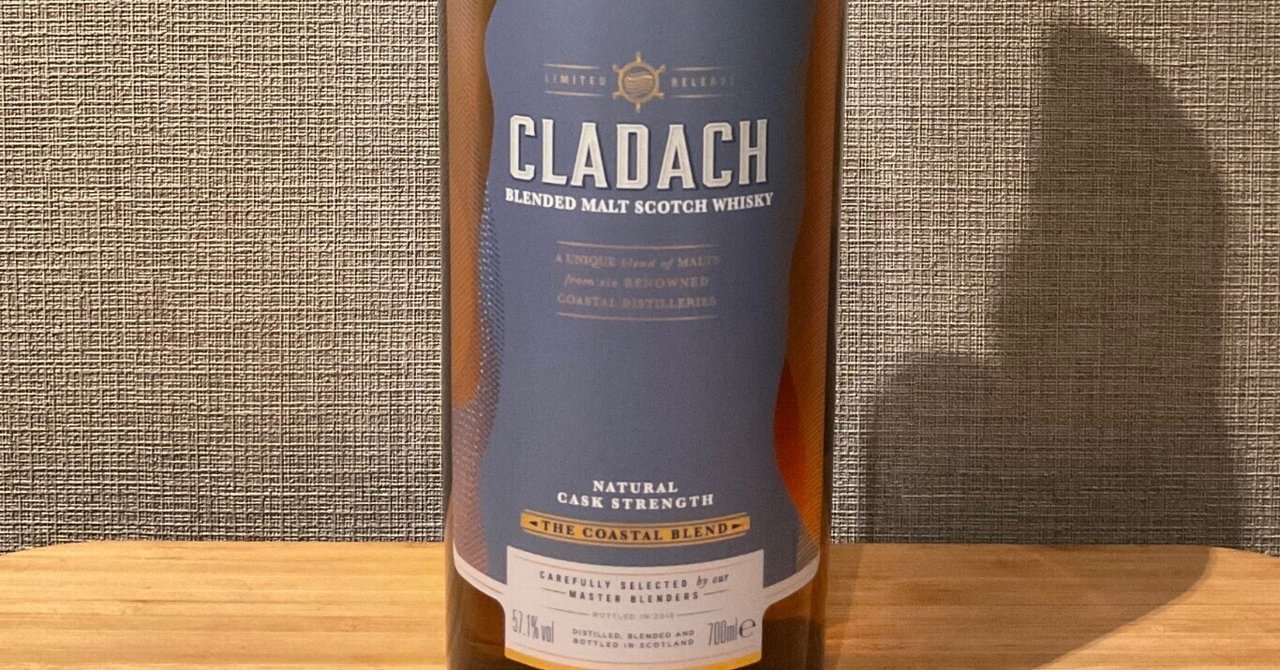 LIMITED RELEASE
CLADACH
BLENDED MALT SCOTCH WHISKY
A UNIQUE blend of MALTS
from six RENOWNED
COASTAL DISTILLERIES
NATURAL
CASK STRENGTH
THE COASTAL BLEND
CAREFULLY SELECTED by our
MASTER BLENDERS
BOTTLED IN
57.1% vol
DISTILLED, BLENDED AND
BOTTLED IN SCOTLAND
700ml e